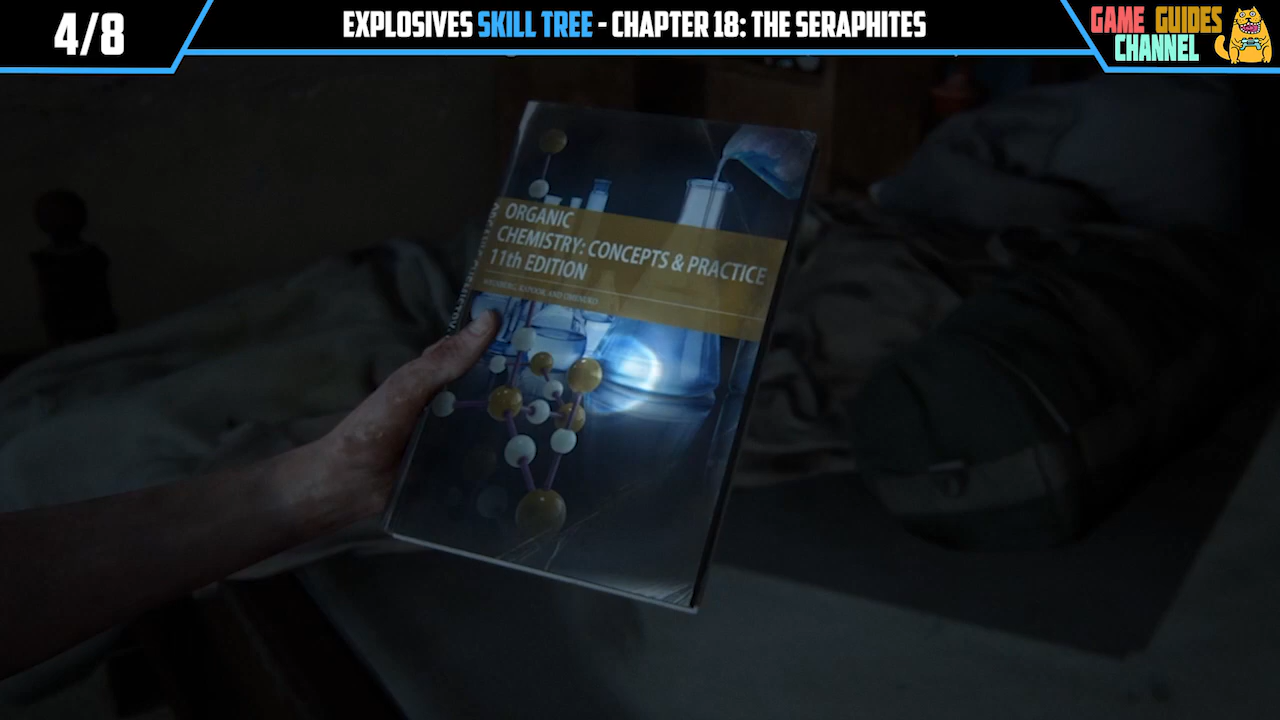 4/8
EXPLOSIVES SKILL TREE - CHAPTER 18: THE SERAPHITES
GAME GUIDES
CHANNEL
ORGANIC
CHEMISTRY: CONCEPTS & PRACTICE
11th EDITION